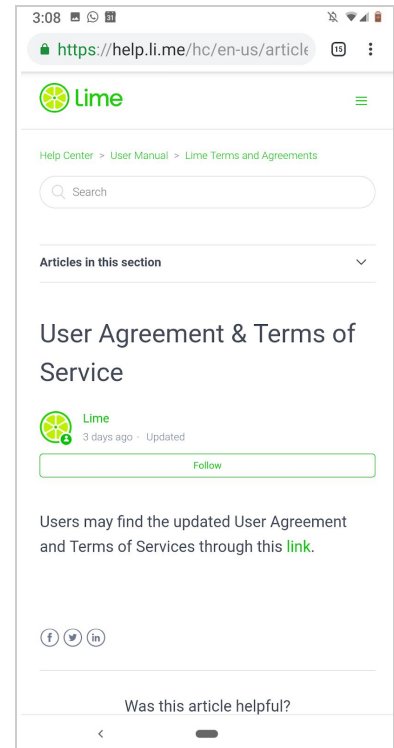 3:08
31
https://help.li.me/hc/en-us/article
15
Lime
Help Center > User Manual > Lime Terms and Agreements
Search
Articles in this section
User Agreement & Terms of
Service
Lime
3 days ago · Updated
Follow
Users may find the updated User Agreement
and Terms of Services through this link.
Was this article helpful?